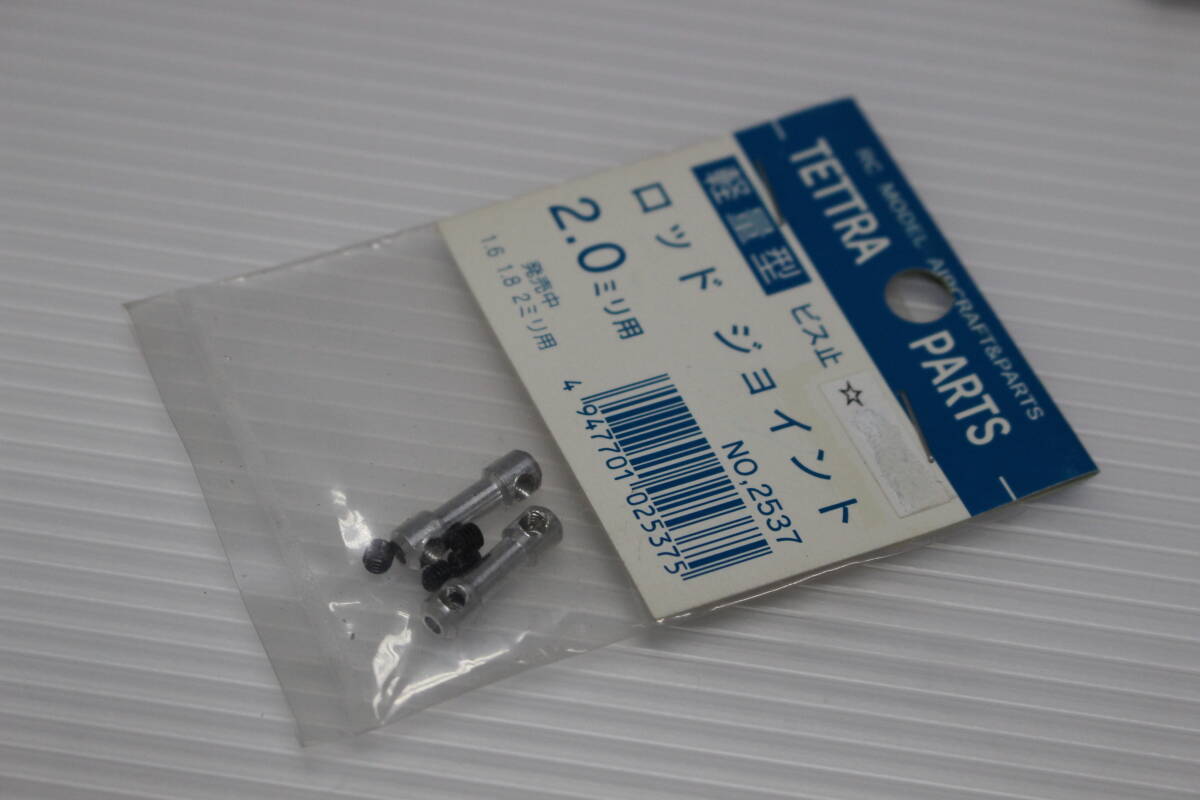 RC MODEL AIRCRAFT&PARTS
TETTRA PARTS
軽量型 ビス止
☆
ロッド ジョイント
2.0ミリ用
NO,2537
発売中
1.6 1.8 2ミリ用
4 947701 025375